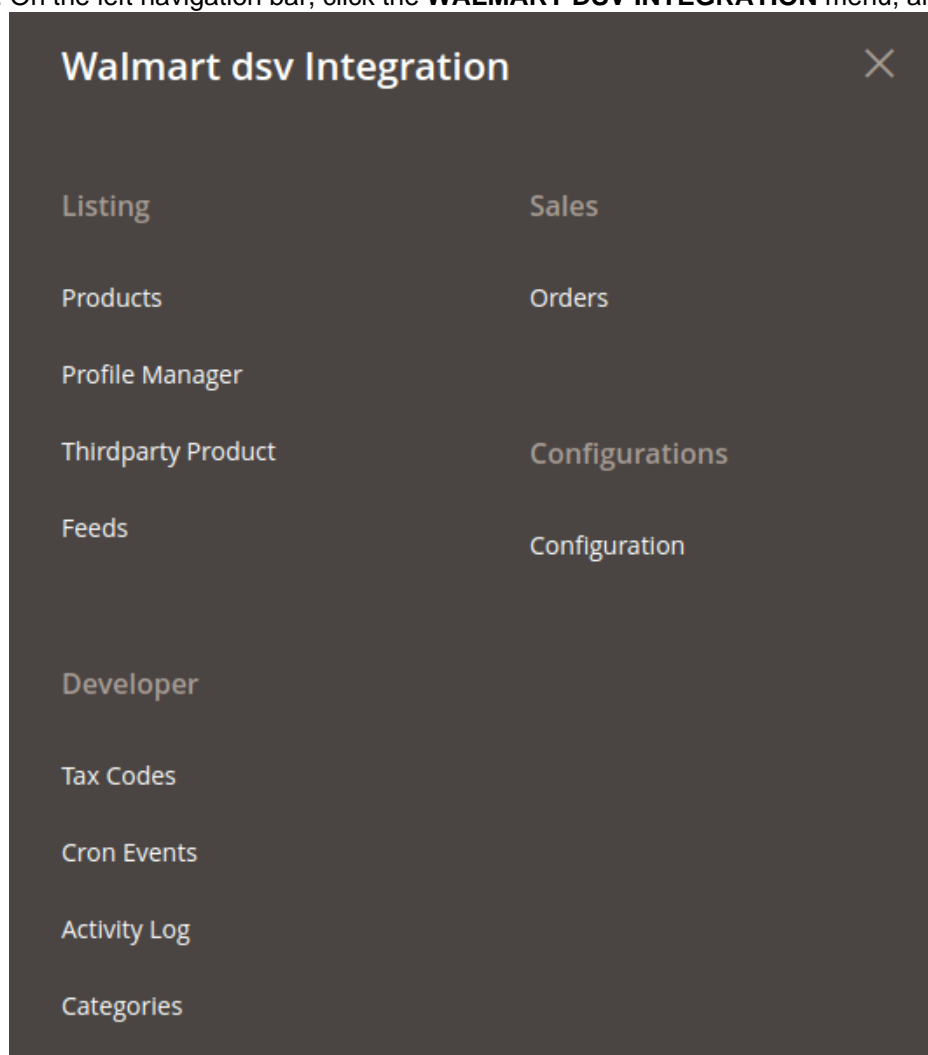 On the left navigation bar, click the WALMART DSV INTEGRATION menu,
Walmart dsv Integration
Listing
Products
Profile Manager
Thirdparty Product
Feeds
Developer
Tax Codes
Cron Events
Activity Log
Categories
Sales
Orders
Configurations
Configuration